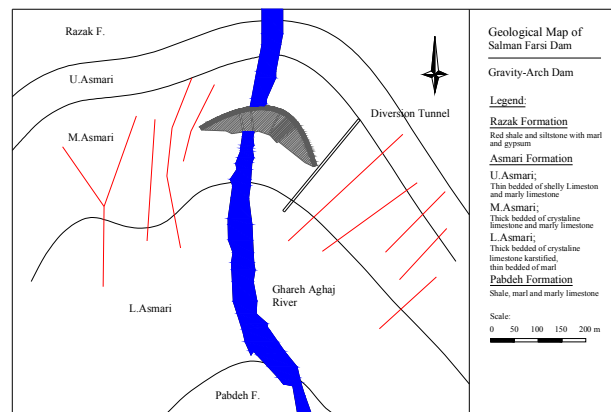 Razak F.
U.Asmari
M.Asmari
Diversion Tunnel
Ghareh Aghaj
River
L.Asmari
Pabdeh F.
Geological Map of
Salman Farsi Dam
Gravity-Arch Dam
Legend:
Razak Formation
Red shale and siltstone with marl
and gypsum
Asmari Formation
U.Asmari;
Thin bedded of shelly Limeston
and marly limestone
M.Asmari;
Thick bedded of crystaline
limestone and marly limestone
L.Asmari;
Thick bedded of crystaline
limestone karstified,
thin bedded of marl
Pabdeh Formation
Shale, marl and marly limestone
Scale:
0 50 100 150 200 m